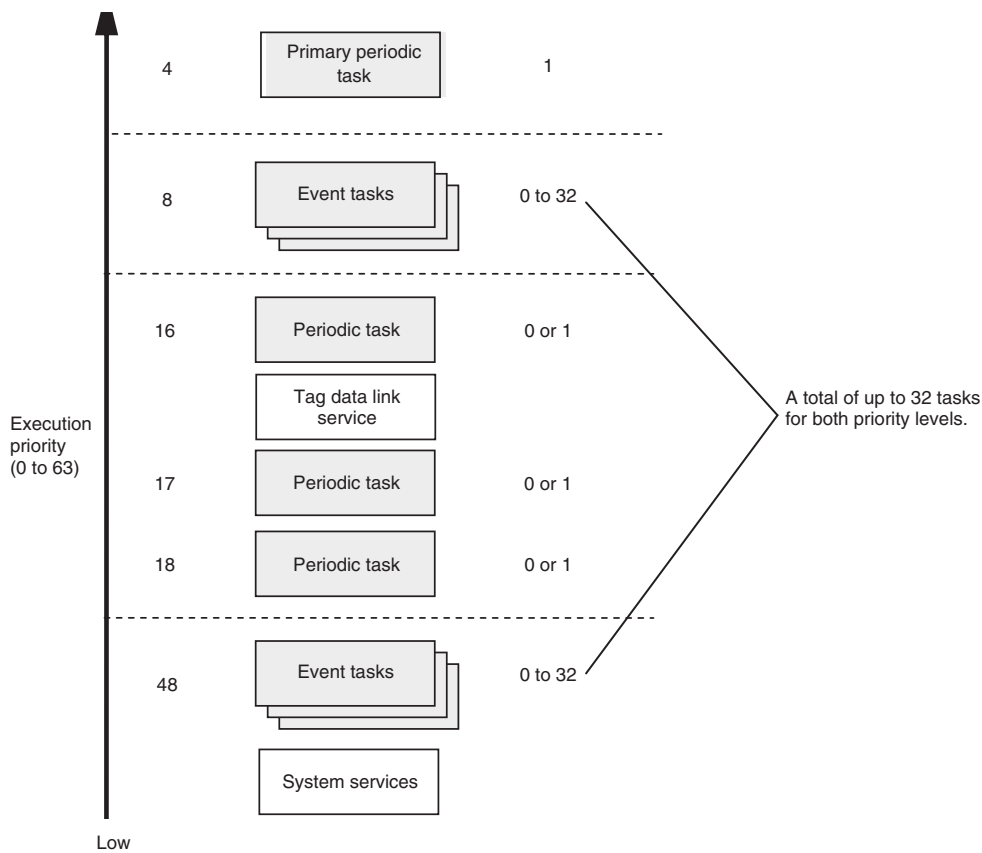 4
Primary periodic
task
1
8
Event tasks
0 to 32
16
Periodic task
0 or 1
Tag data link
service
Execution
priority
(0 to 63)
A total of up to 32 tasks
for both priority levels.
17
Periodic task
0 or 1
18
Periodic task
0 or 1
48
Event tasks
0 to 32
System services
Low